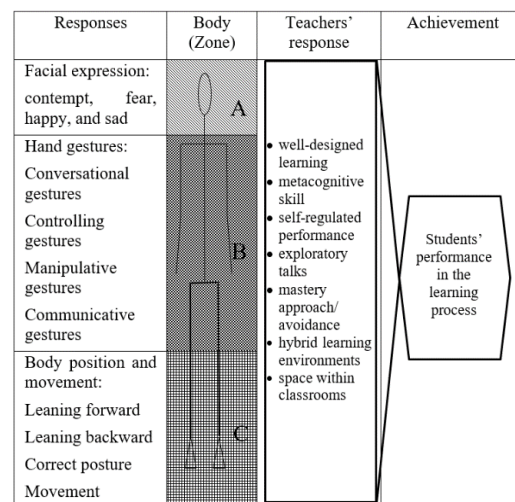 Responses
Body
(Zone)
Teachers'
response
Achievement
Facial expression:
contempt, fear,
happy, and sad
A
Hand gestures:
Conversational
gestures
Controlling
gestures
Manipulative
gestures
Communicative
gestures
B
Body position and
movement:
Leaning forward
Leaning backward
Correct posture
Movement
C
• well-designed
learning
• metacognitive
skill
• self-regulated
performance
• exploratory
talks
• mastery
approach/
avoidance
• hybrid learning
environments
• space within
classrooms
Students'
performance
in the
learning
process